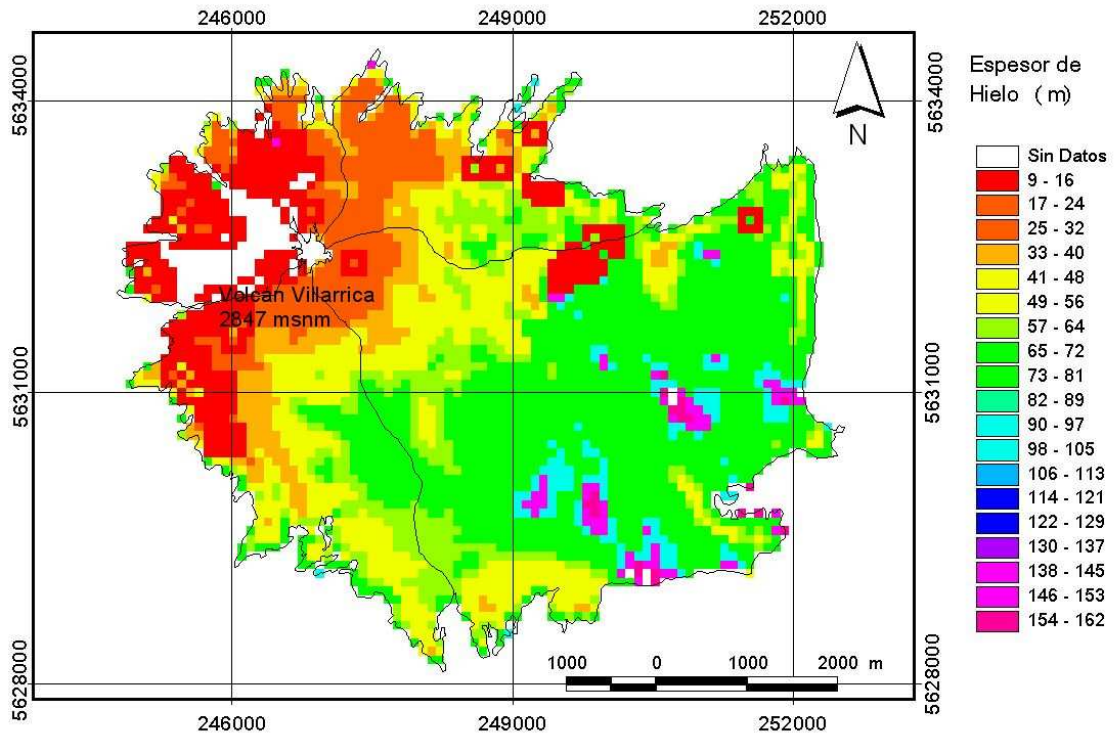 246000 249000 252000
5634000 5634000
Espesor de
Hielo ( m)
N
Sin Datos
9 - 16
17 - 24
25 - 32
33 - 40
41 - 48
49 - 56
57 - 64
65 - 72
73 - 81
82 - 89
90 - 97
98 - 105
106 - 113
114 - 121
122 - 129
130 - 137
138 - 145
146 - 153
154 - 162
Volcán Villarrica
2847 msnm
5631000 5631000
1000 0 1000 2000 m
5628000 5628000
246000 249000 252000